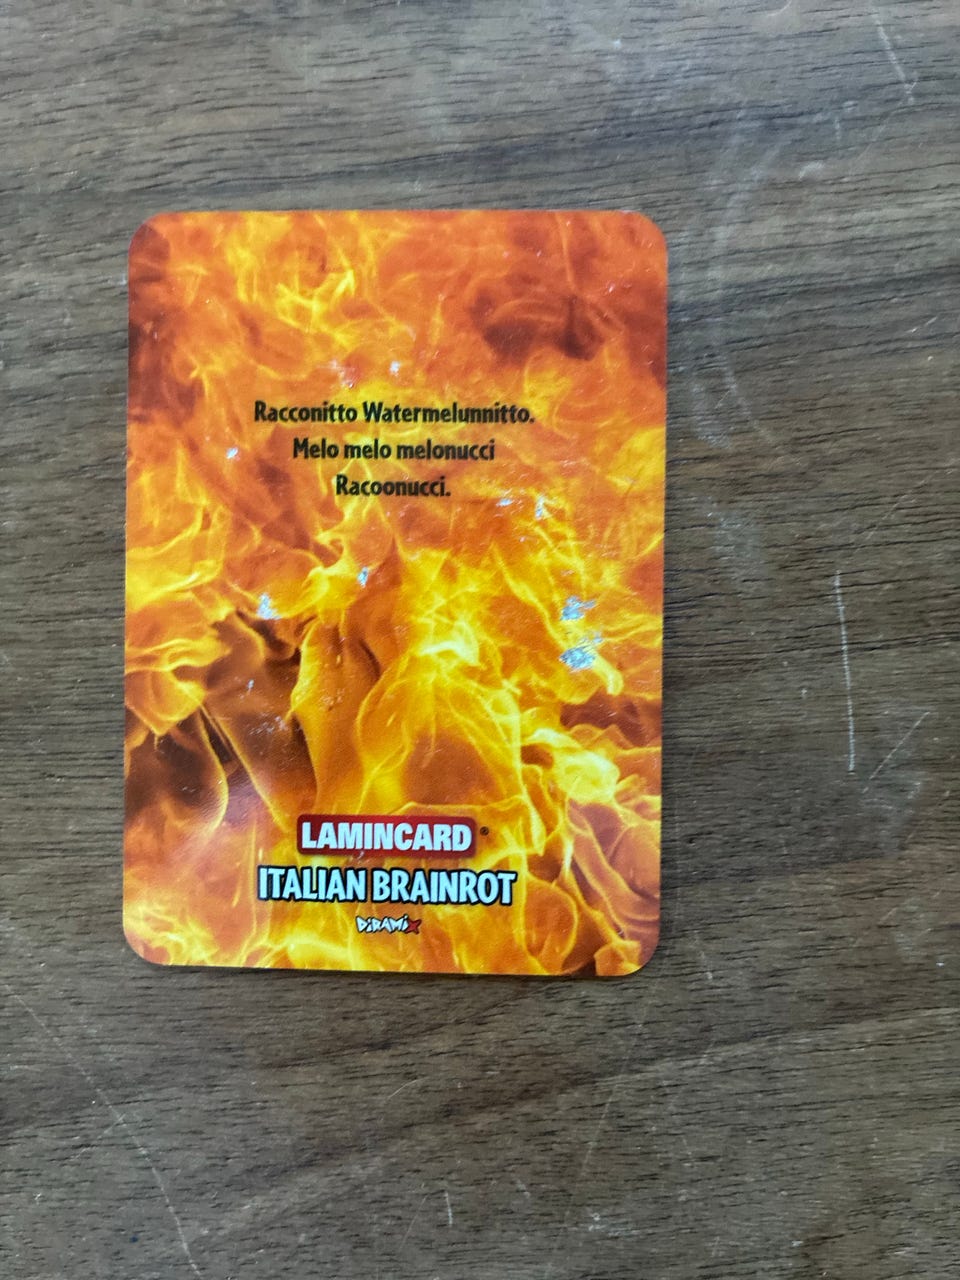 Racconitto Watermelunnitto.
Melo melo melonucci
Racoonucci.
LAMINCARD®
ITALIAN BRAINROT
DiRAMiX